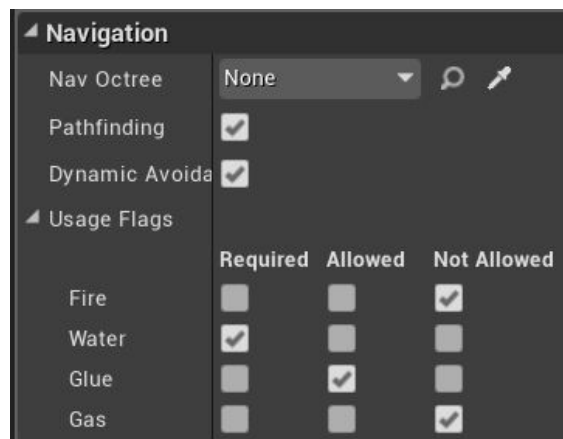 Navigation
Nav Octree None
Pathfinding
Dynamic Avoida
Usage Flags
Required Allowed Not Allowed
Fire
Water
Glue
Gas